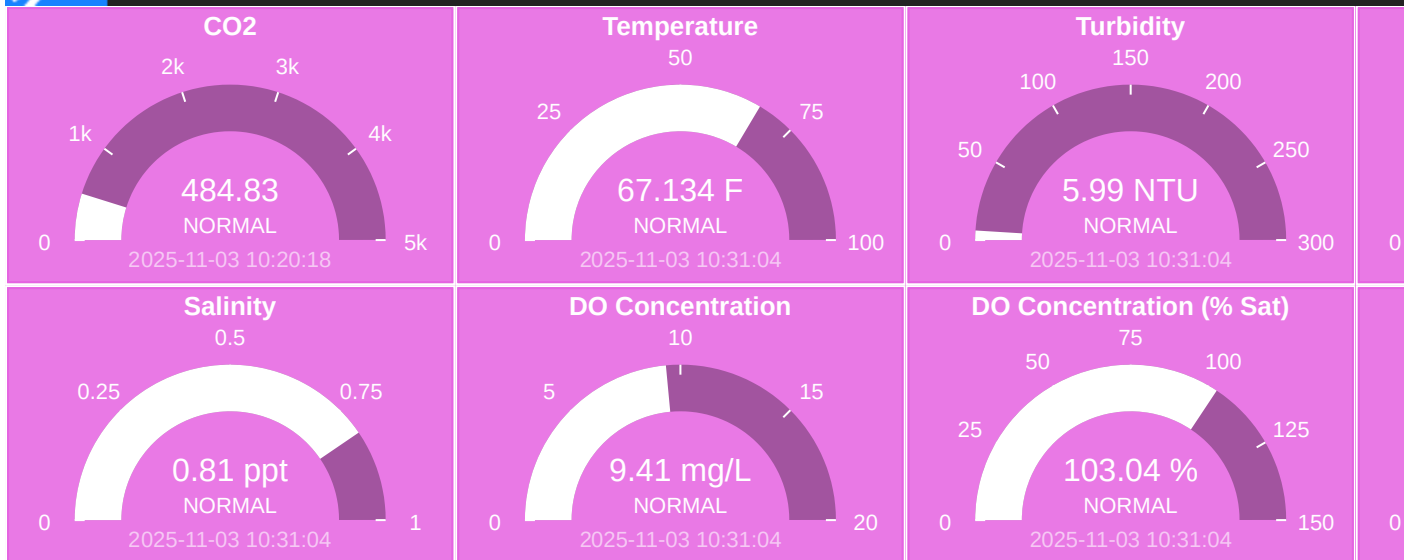 CO2
2k
3k
1k
4k
484.83
NORMAL
0
5k
2025-11-03 10:20:18
Temperature
50
25
75
67.134 F
NORMAL
0
100
2025-11-03 10:31:04
Turbidity
150
100
200
50
250
5.99 NTU
NORMAL
0
300
2025-11-03 10:31:04
0
Salinity
0.5
0.25
0.75
0.81 ppt
NORMAL
0
1
2025-11-03 10:31:04
DO Concentration
10
5
15
9.41 mg/L
NORMAL
0
20
2025-11-03 10:31:04
DO Concentration (% Sat)
75
50
100
25
125
103.04 %
NORMAL
0
150
2025-11-03 10:31:04
0